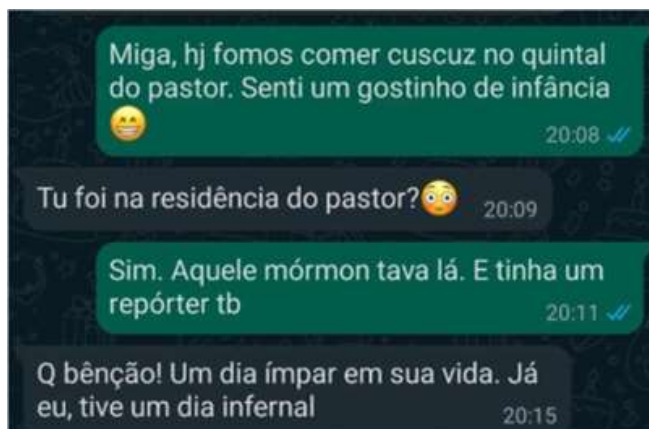 Miga, hj fomos comer cuscuz no quintal
do pastor. Senti um gostinho de infância
😁
20:08
Tu foi na residência do pastor?😳 20:09
Sim. Aquele mórmon tava lá. E tinha um
repórter tb
20:11
Q bênção! Um dia ímpar em sua vida. Já
eu, tive um dia infernal
20:15